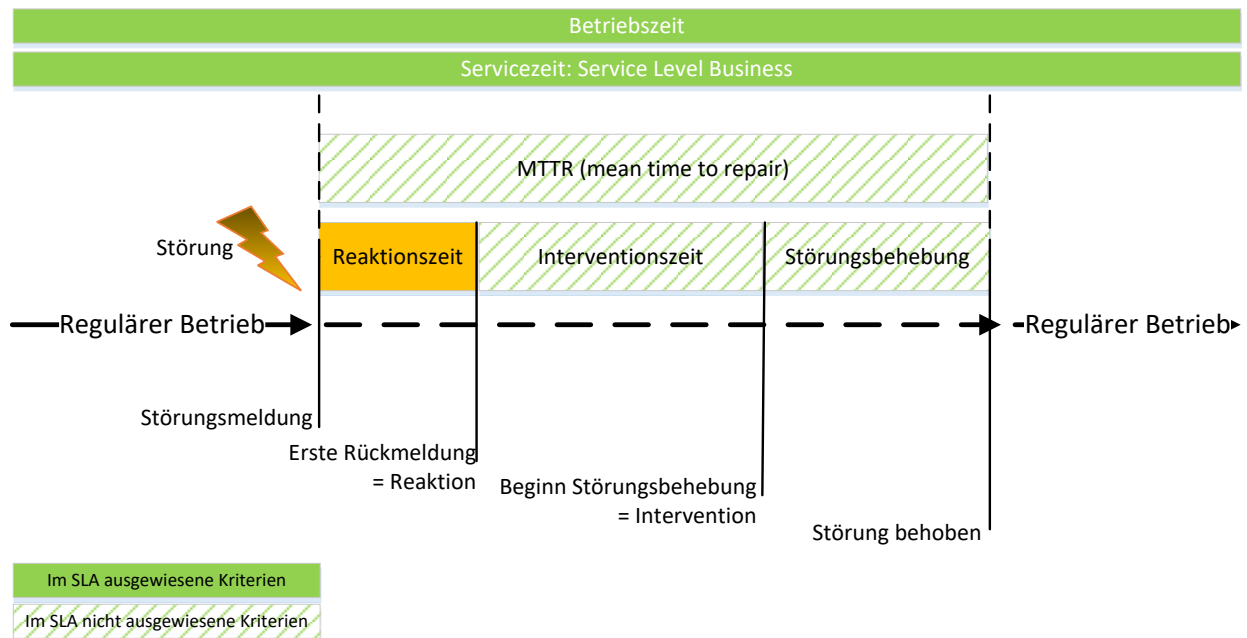 Betriebszeit
Servicezeit: Service Level Business
MTTR (mean time to repair)
Störung
Reaktionszeit
Interventionszeit
Störungsbehebung
Regulärer Betrieb
Regulärer Betrieb
Störungsmeldung
Erste Rückmeldung
= Reaktion
Beginn Störungsbehebung
= Intervention
Störung behoben
Im SLA ausgewiesene Kriterien
Im SLA nicht ausgewiesene Kriterien